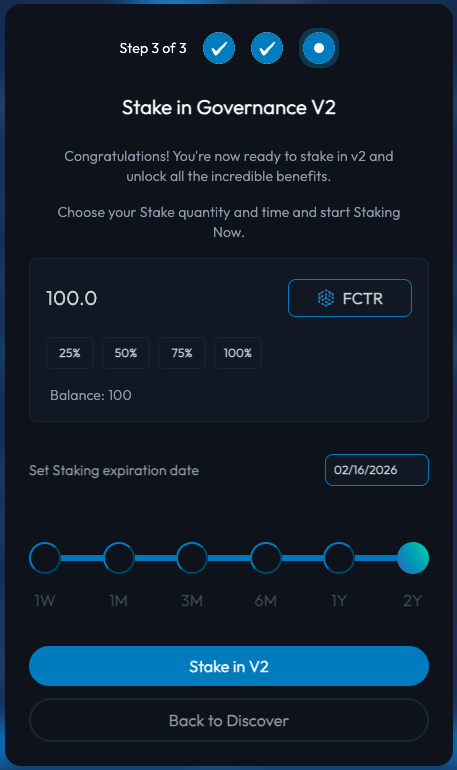 Step 3 of 3
Stake in Governance V2
Congratulations! You're now ready to stake in v2 and
unlock all the incredible benefits.
Choose your Stake quantity and time and start Staking
Now.
100.0
FCTR
25% 50% 75% 100%
Balance: 100
Set Staking expiration date
02/16/2026
1W 1M 3M 6M 1Y 2Y
Stake in V2
Back to Discover